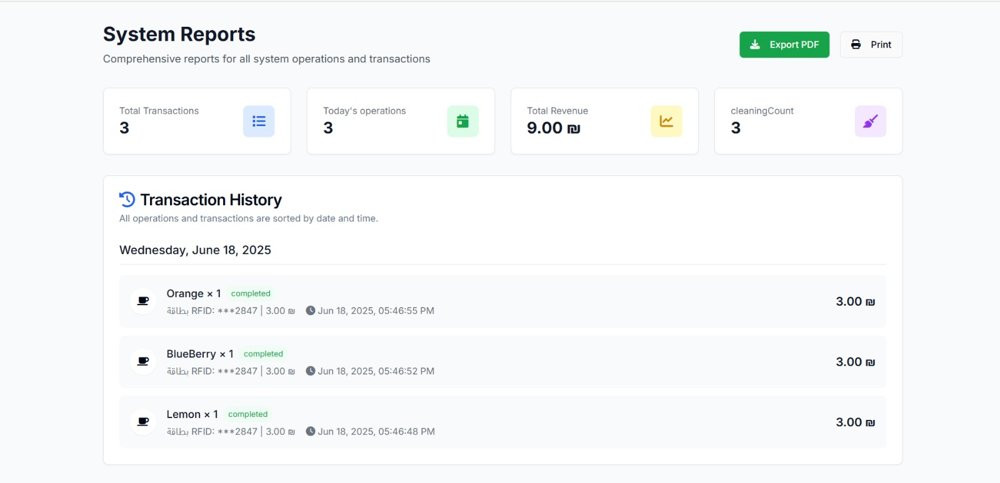 System Reports
Comprehensive reports for all system operations and transactions
Export PDF
Print
Total Transactions
3
Today's operations
3
Total Revenue
9.00 ₪
cleaningCount
3
Transaction History
All operations and transactions are sorted by date and time.
Wednesday, June 18, 2025
Orange × 1 completed
بطاقة RFID: ***2847 | 3.00 ₪ Jun 18, 2025, 05:46:55 PM
3.00 ₪
BlueBerry × 1 completed
بطاقة RFID: ***2847 | 3.00 ₪ Jun 18, 2025, 05:46:52 PM
3.00 ₪
Lemon × 1 completed
بطاقة RFID: ***2847 | 3.00 ₪ Jun 18, 2025, 05:46:48 PM
3.00 ₪